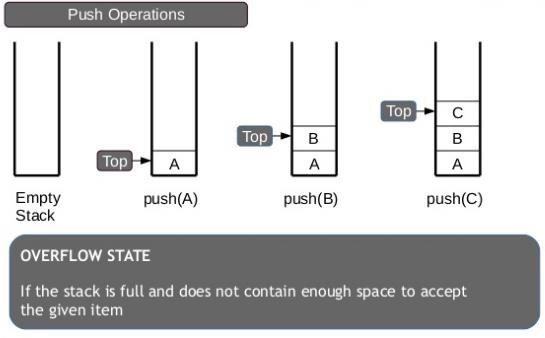 Push Operations
Top
C
Top
B
B
Top
A
A
A
Empty
Stack
push(A)
push(B)
push(C)
OVERFLOW STATE
If the stack is full and does not contain enough space to accept
the given item